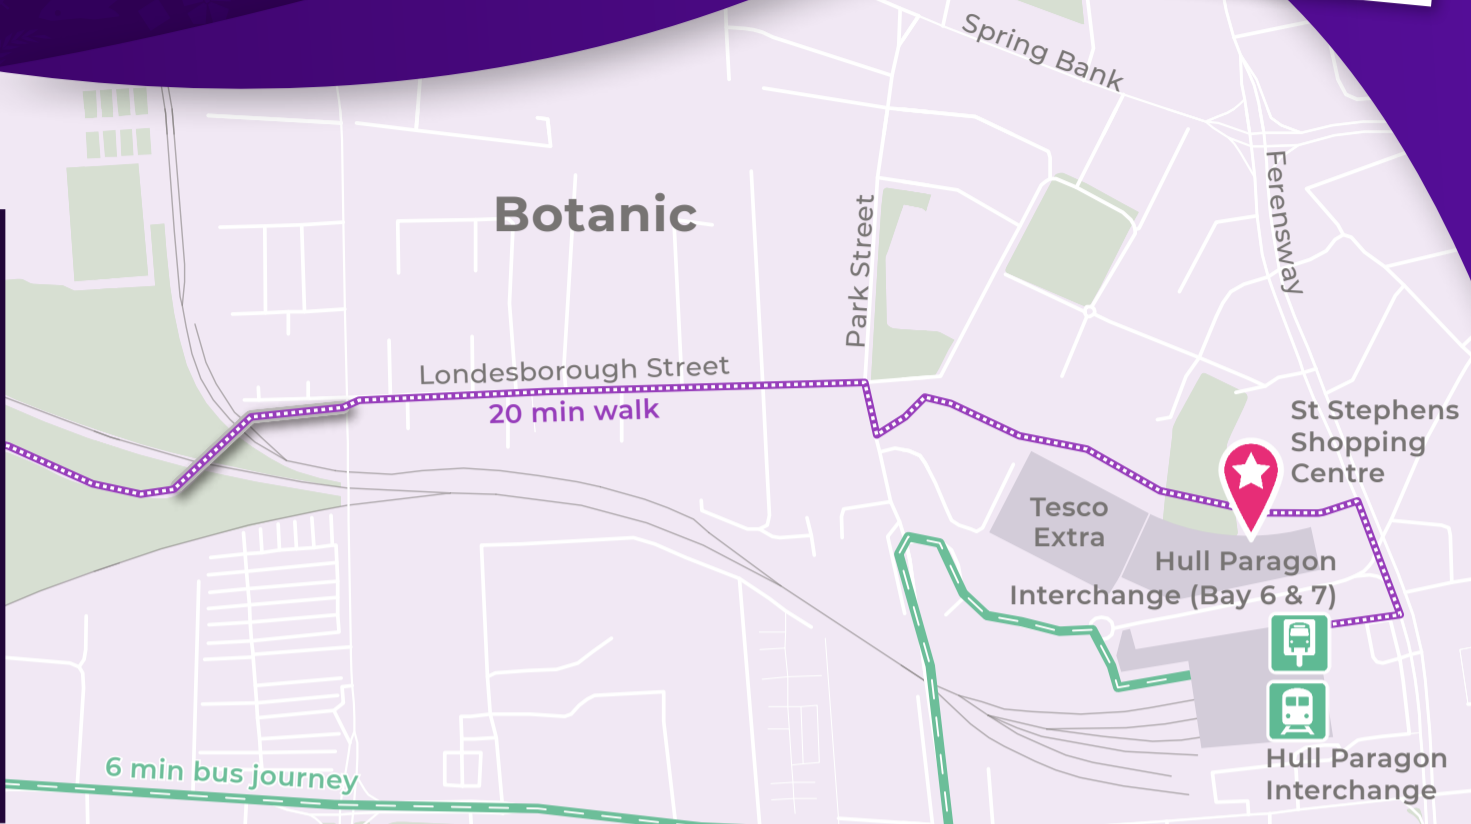 Spring Bank
Ferensway
Botanic
Park Street
Londesborough Street
20 min walk
St Stephens
Shopping
Centre
Tesco
Extra
Hull Paragon
Interchange (Bay 6 & 7)
6 min bus journey
Hull Paragon
Interchange